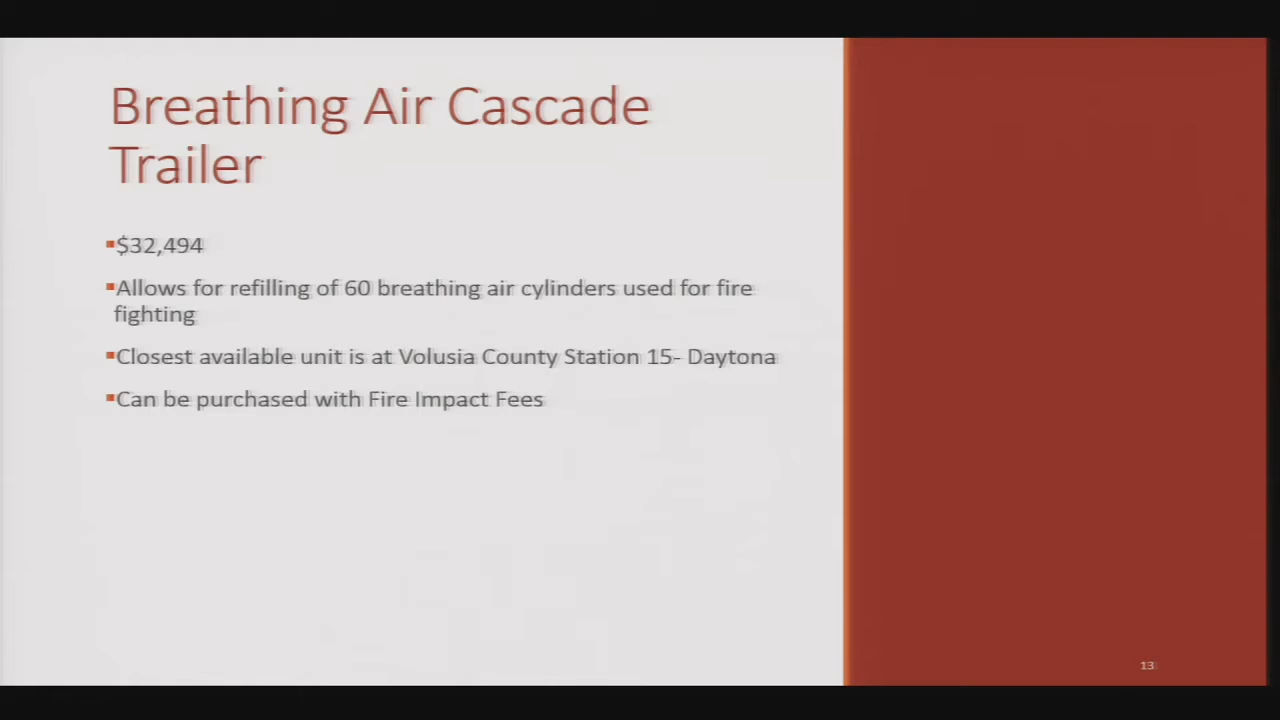 Breathing Air Cascade
Trailer
▪$32,494
▪Allows for refilling of 60 breathing air cylinders used for fire
fighting
▪Closest available unit is at Volusia County Station 15- Daytona
▪Can be purchased with Fire Impact Fees
13